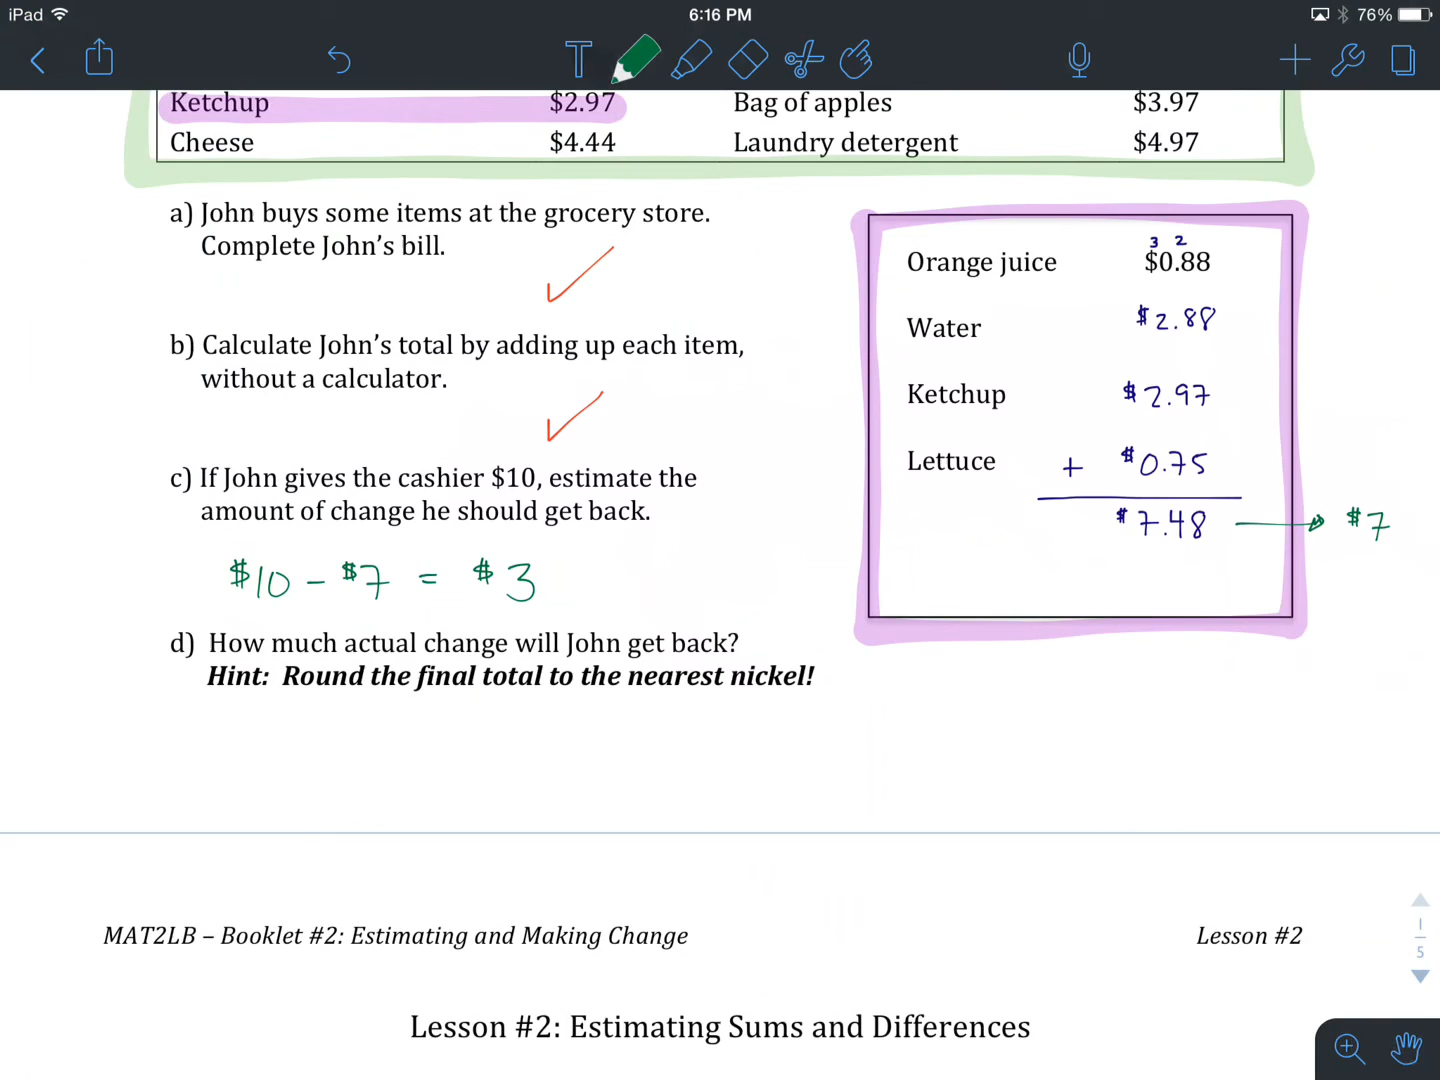 iPad 6:16 PM 76%
T
Ketchup $2.97 Bag of apples $3.97
Cheese $4.44 Laundry detergent $4.97
a) John buys some items at the grocery store.
Complete John's bill.
3 2
Orange juice $0.88
Water $2.88
b) Calculate John's total by adding up each item,
without a calculator.
Ketchup $2.97
Lettuce + $0.75
c) If John gives the cashier $10, estimate the
amount of change he should get back.
$7.48 → $7
$10 – $7 = $3
d) How much actual change will John get back?
Hint: Round the final total to the nearest nickel!
MAT2LB – Booklet #2: Estimating and Making Change Lesson #2
1
5
Lesson #2: Estimating Sums and Differences